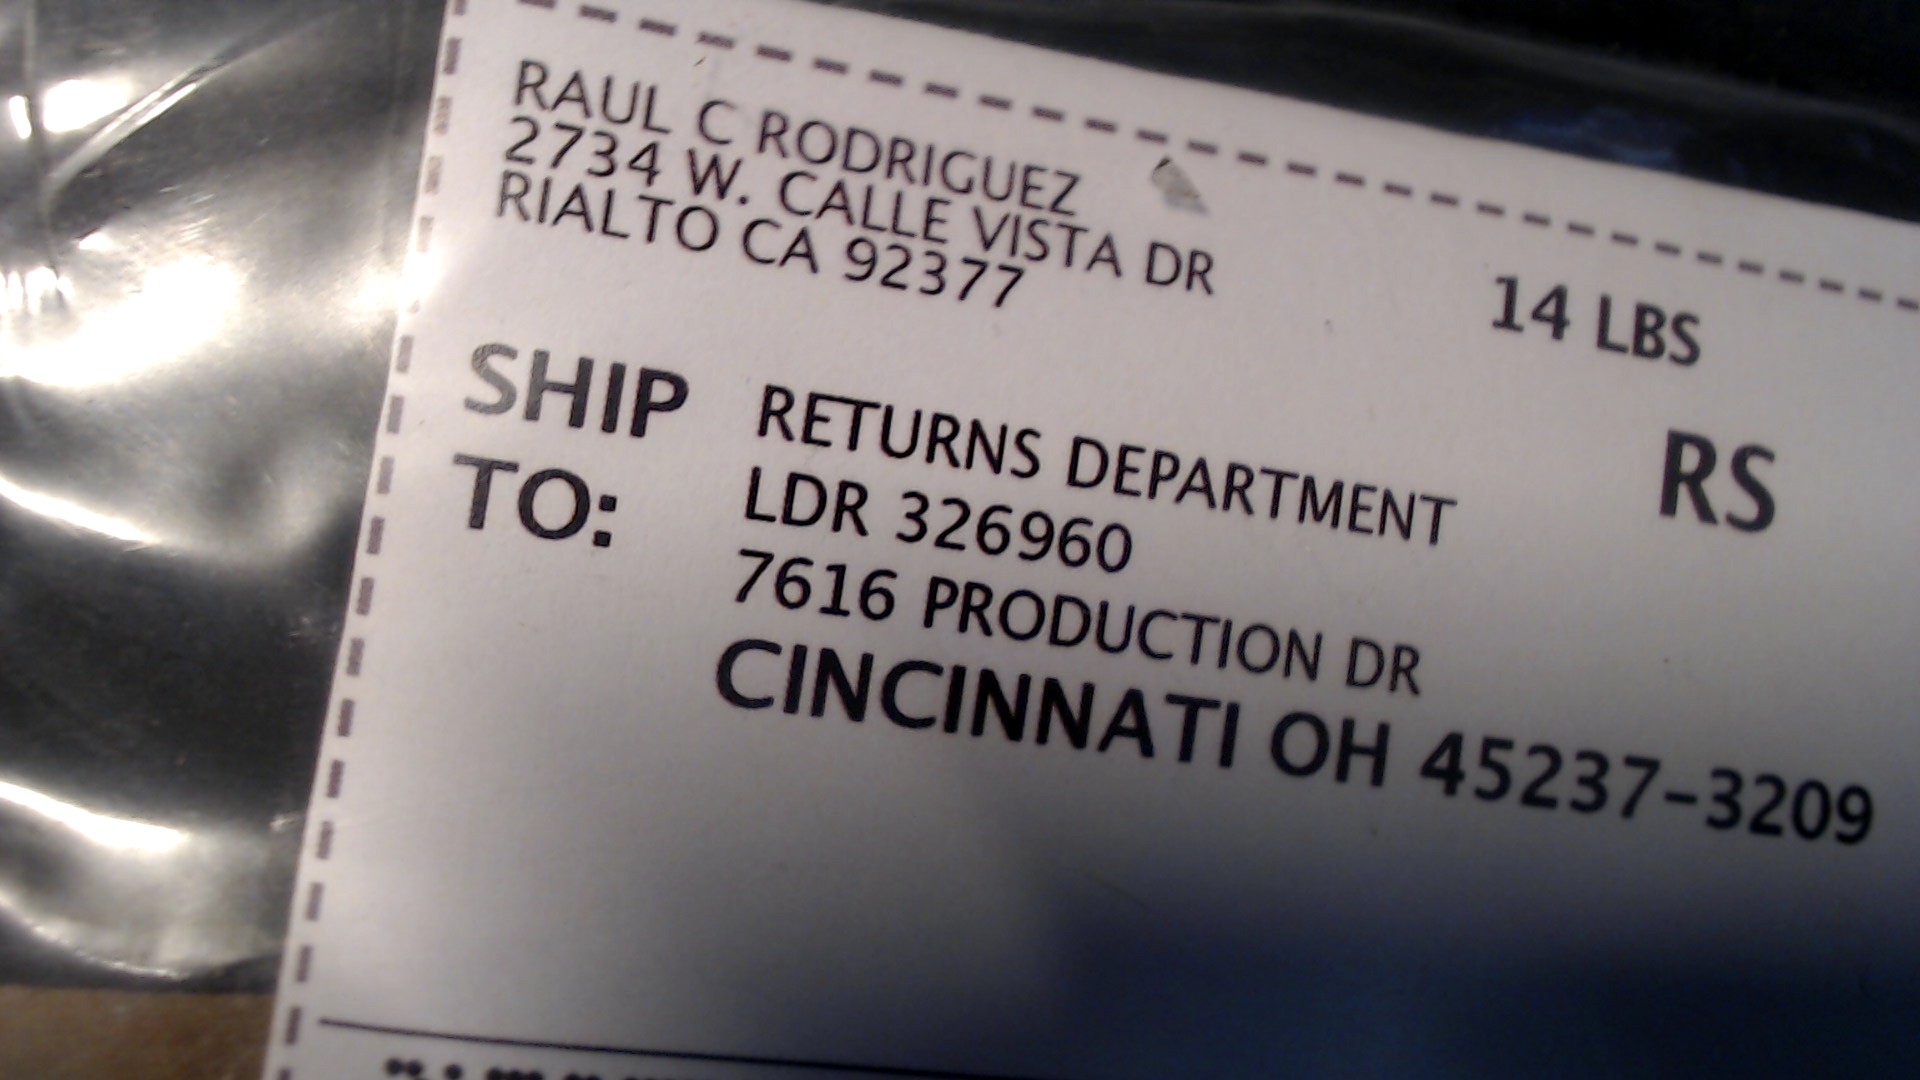 RAUL C RODRIGUEZ
2734 W. CALLE VISTA DR
RIALTO CA 92377
14 LBS
RS
SHIP
TO:
RETURNS DEPARTMENT
LDR 326960
7616 PRODUCTION DR
CINCINNATI OH 45237-3209